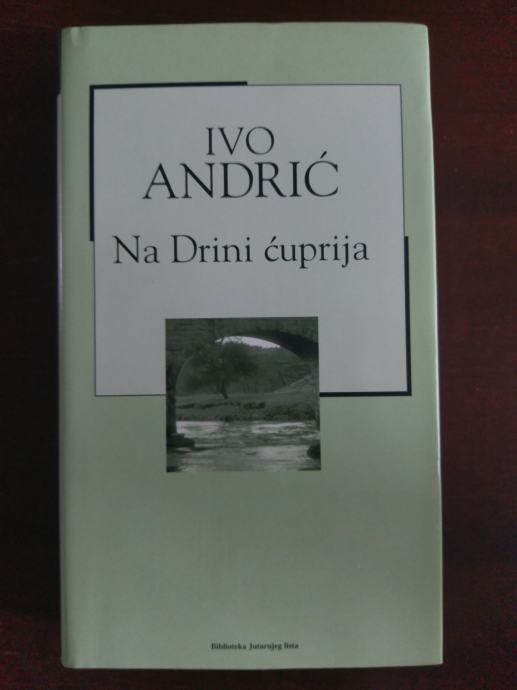 IVO
ANDRIĆ
Na Drini ćuprija
Biblioteka Jutarnjeg lista